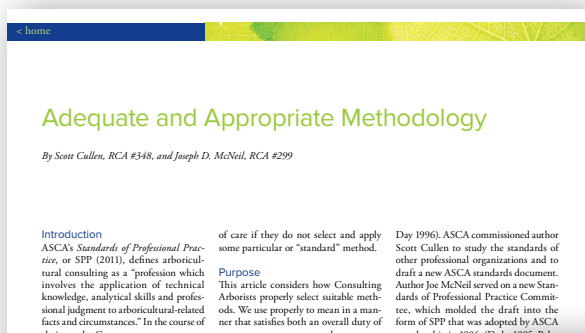 < home
Adequate and Appropriate Methodology
By Scott Cullen, RCA #348, and Joseph D. McNeil, RCA #299
Introduction
ASCA's Standards of Professional Prac-
tice, or SPP (2011), defines arboricul-
tural consulting as a “profession which
involves the application of technical
knowledge, analytical skills and profes-
sional judgment to arboricultural-related
facts and circumstances.” In the course of
of care if they do not select and apply
some particular or “standard” method.
Purpose
This article considers how Consulting
Arborists properly select suitable meth-
ods. We use properly to mean in a man-
ner that satisfies both an overall duty of
Day 1996). ASCA commissioned author
Scott Cullen to study the standards of
other professional organizations and to
draft a new ASCA standards document.
Author Joe McNeil served on a new Stan-
dards of Professional Practice Commit-
tee, which molded the draft into the
form of SPP that was adopted by ASCA